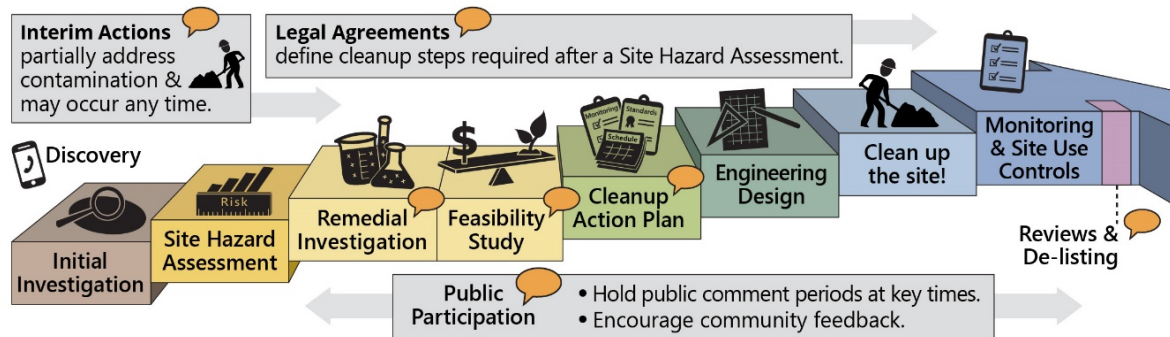 Interim Actions
partially address
contamination &
may occur any time.
Legal Agreements
define cleanup steps required after a Site Hazard Assessment.
Discovery
Initial
Investigation
Risk
Site Hazard
Assessment
Remedial
Investigation
$
Feasibility
Study
Monitoring
Standards
Schedule
Cleanup
Action Plan
Engineering
Design
Clean up
the site!
Monitoring
& Site Use
Controls
Reviews &
De-listing
Public
Participation
• Hold public comment periods at key times.
• Encourage community feedback.